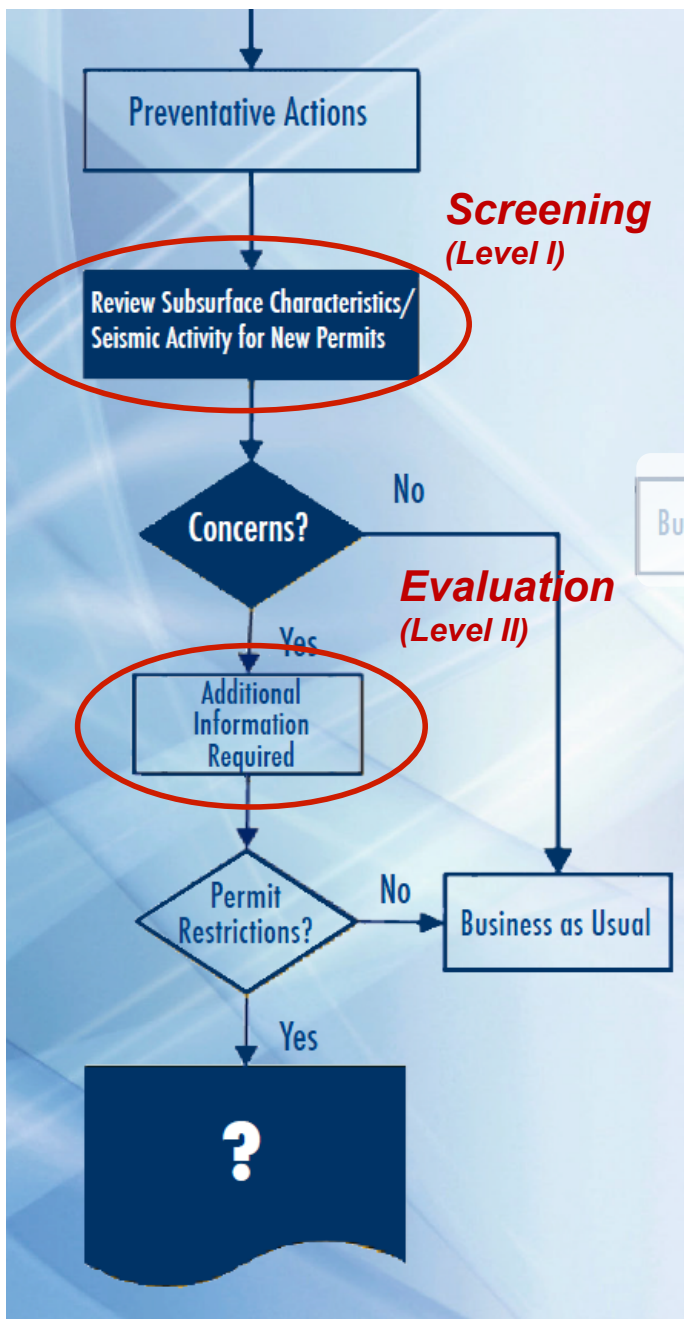 Preventative Actions
Screening
(Level I)
Review Subsurface Characteristics/
Seismic Activity for New Permits
No
Concerns?
Bu
Evaluation
(Level II)
Yes
Additional
Information
Required
Permit
Restrictions?
No
Business as Usual
Yes
?